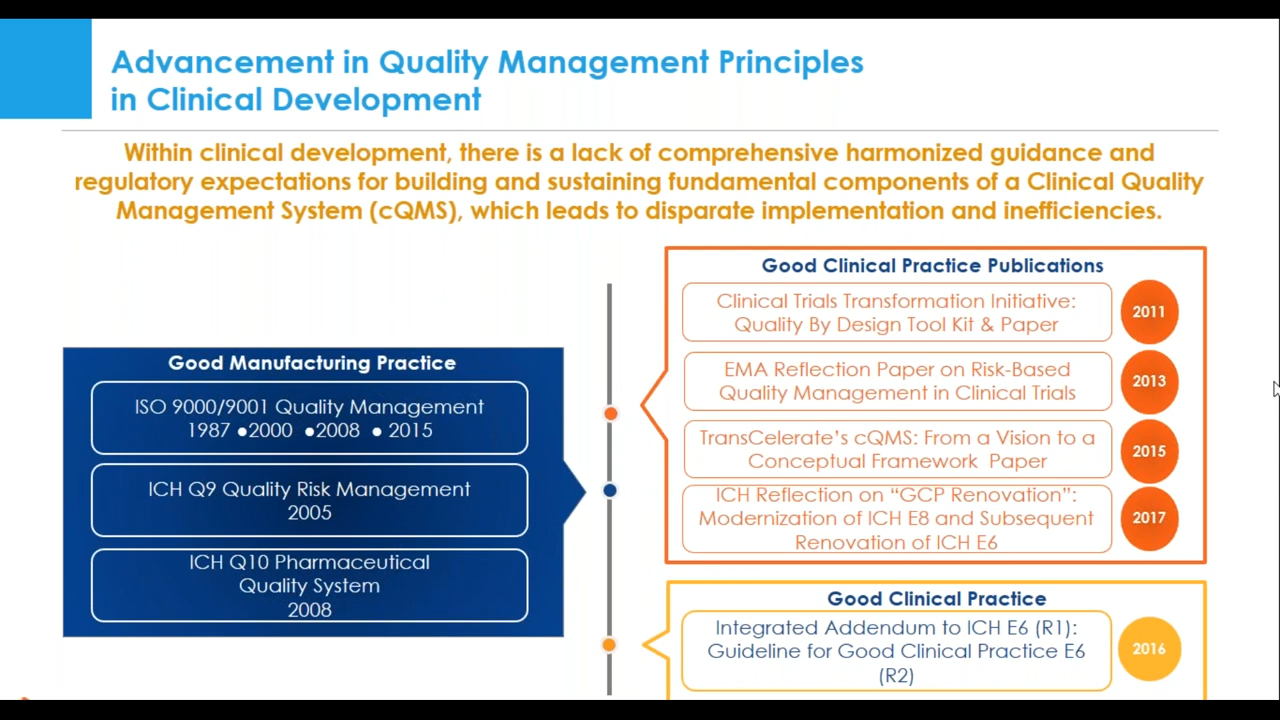 Advancement in Quality Management Principles
in Clinical Development
Within clinical development, there is a lack of comprehensive harmonized guidance and
regulatory expectations for building and sustaining fundamental components of a Clinical Quality
Management System (cQMS), which leads to disparate implementation and inefficiencies.
Good Manufacturing Practice
ISO 9000/9001 Quality Management
1987 ●2000 ●2008 ● 2015
ICH Q9 Quality Risk Management
2005
ICH Q10 Pharmaceutical
Quality System
2008
Good Clinical Practice Publications
Clinical Trials Transformation Initiative:
Quality By Design Tool Kit & Paper
2011
EMA Reflection Paper on Risk-Based
Quality Management in Clinical Trials
2013
TransCelerate’s cQMS: From a Vision to a
Conceptual Framework Paper
2015
ICH Reflection on “GCP Renovation”:
Modernization of ICH E8 and Subsequent
Renovation of ICH E6
2017
Good Clinical Practice
Integrated Addendum to ICH E6 (R1):
Guideline for Good Clinical Practice E6
(R2)
2016